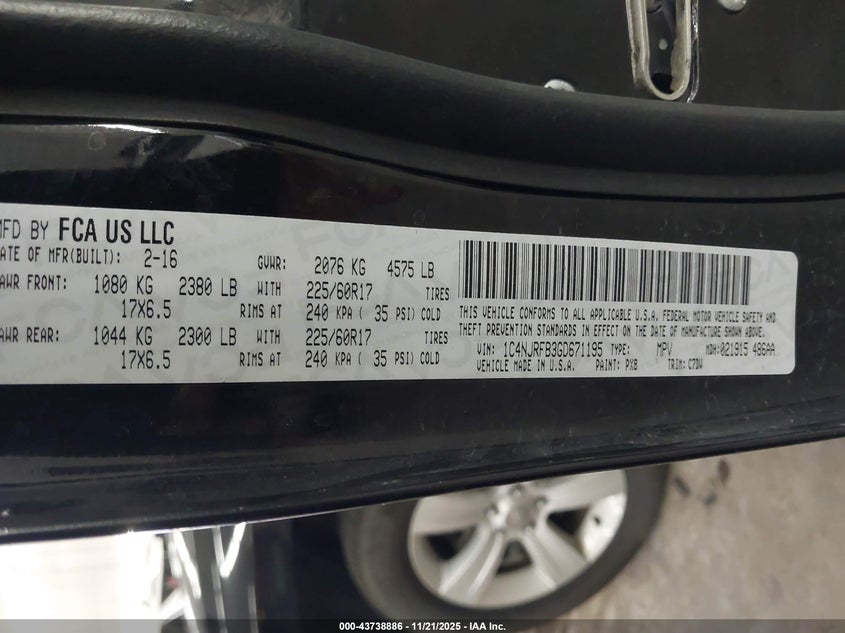 MFD BY FCA US LLC
DATE OF MFR(BUILT): 2-16 GVWR: 2076 KG 4575 LB
GAWR FRONT: 1080 KG 2380 LB WITH 225/60R17 TIRES
17X6.5 RIMS AT 240 KPA ( 35 PSI) COLD
GAWR REAR: 1044 KG 2300 LB WITH 225/60R17 TIRES
17X6.5 RIMS AT 240 KPA ( 35 PSI) COLD
THIS VEHICLE CONFORMS TO ALL APPLICABLE U.S.A. FEDERAL MOTOR VEHICLE SAFETY
AND THEFT PREVENTION STANDARDS IN EFFECT ON THE DATE OF MANUFACTURE SHOWN ABOVE.
VIN: 1C4NJRFB3GD671195 TYPE: MPV MDH:021915 486AA
VEHICLE MADE IN U.S.A. PAINT: PX8 TRIM: C7DV
000-43738886 - 11/21/2025 - IAA Inc.